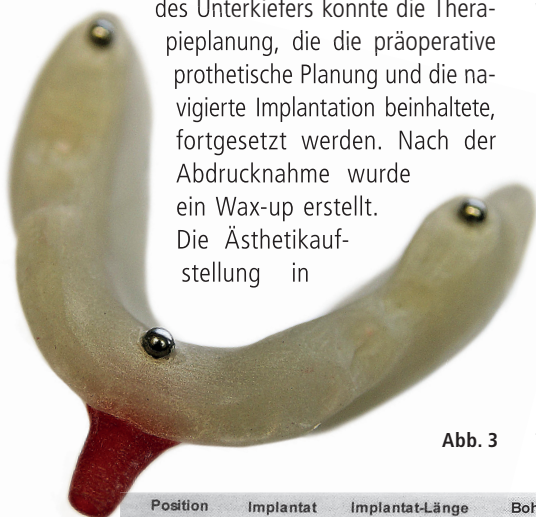 des Unterkiefers konnte die Thera-
pieplanung, die die präoperative
prothetische Planung und die na-
vigierte Implantation beinhaltete,
fortgesetzt werden. Nach der
Abdrucknahme wurde
ein Wax-up erstellt.
Die Ästhetikauf-
stellung in
Abb. 3
Position Implantat Implantat-Länge